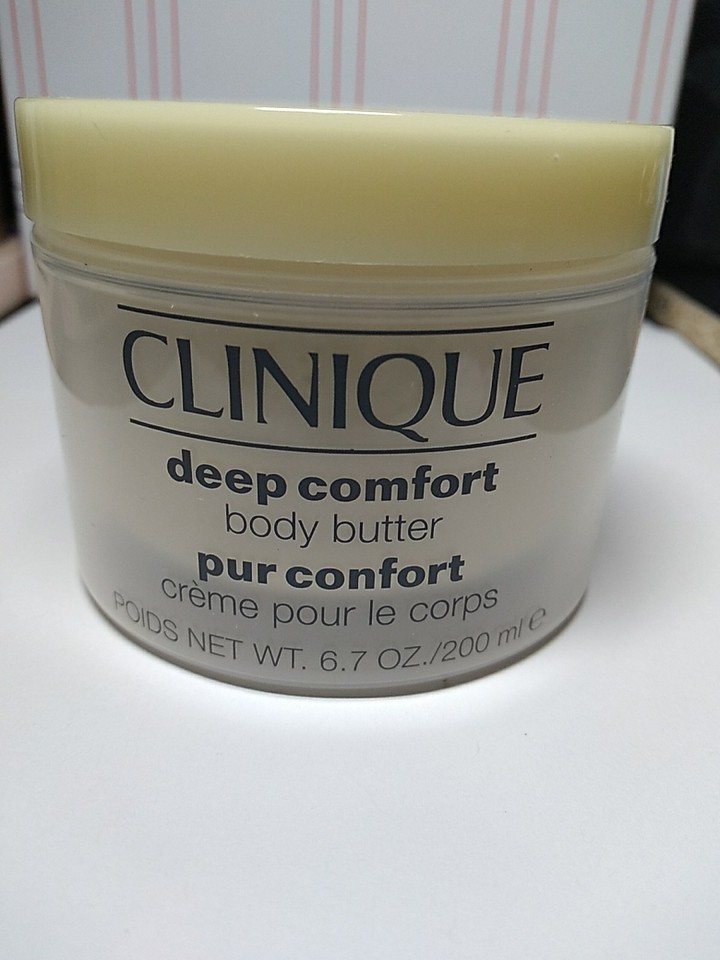 CLINIQUE
deep comfort
body butter
pur confort
crème pour le corps
POIDS NET WT. 6.7 OZ./200 ml ℮